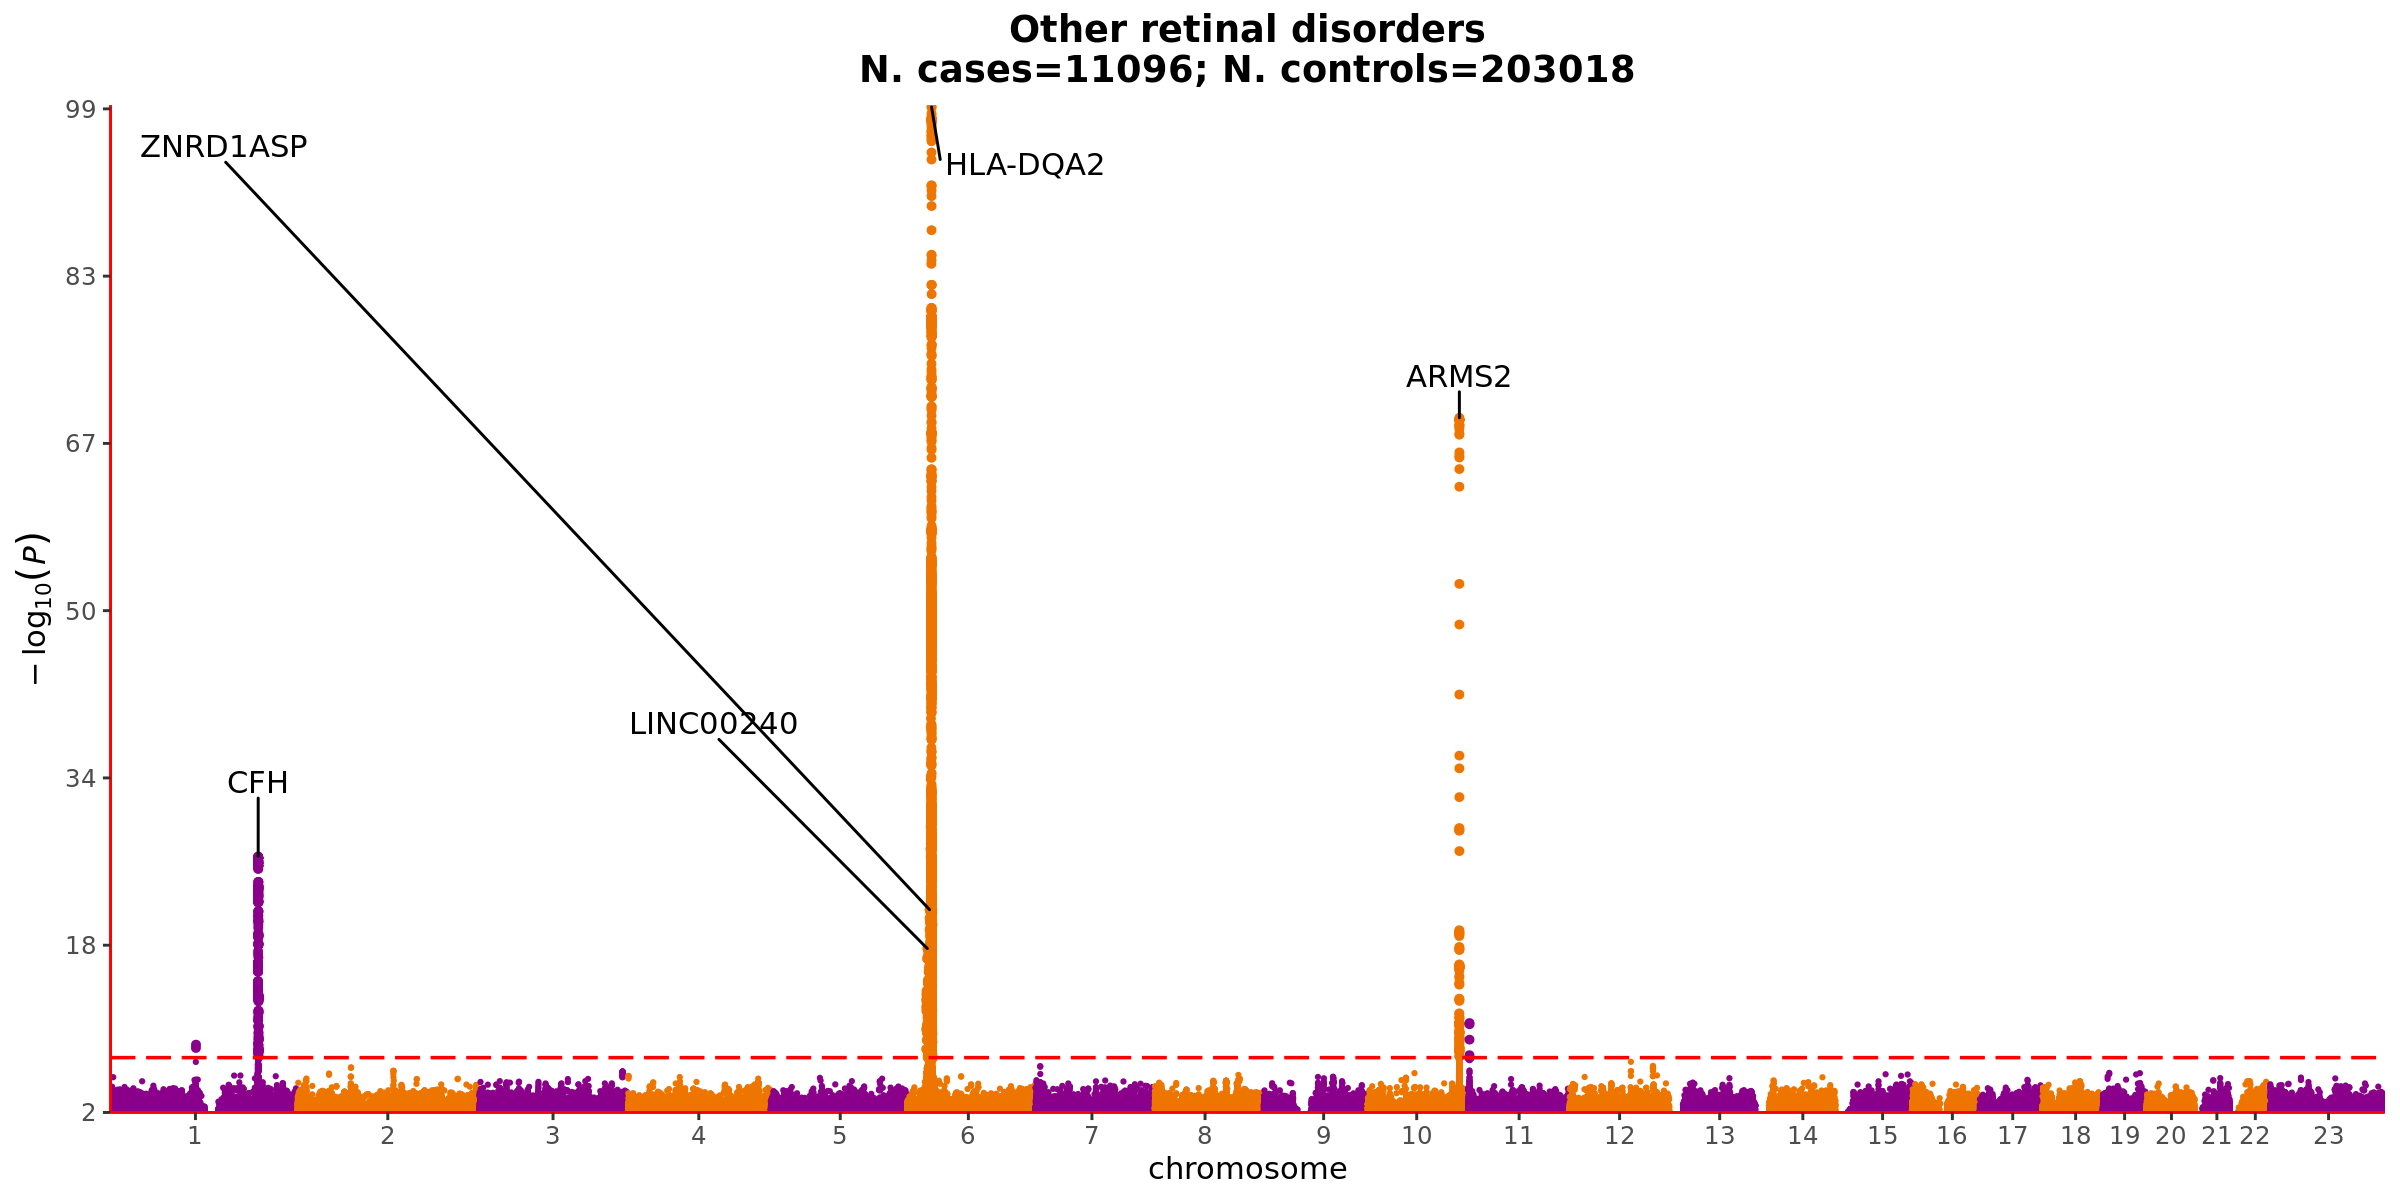 Other retinal disorders
N. cases=11096; N. controls=203018
99
83
67
50
34
18
2
−log10(P)
ZNRD1ASP
HLA-DQA2
ARMS2
LINC00240
CFH
1 2 3 4 5 6 7 8 9 10 11 12 13 14 15 16 17 18 19 20 21 22 23
chromosome